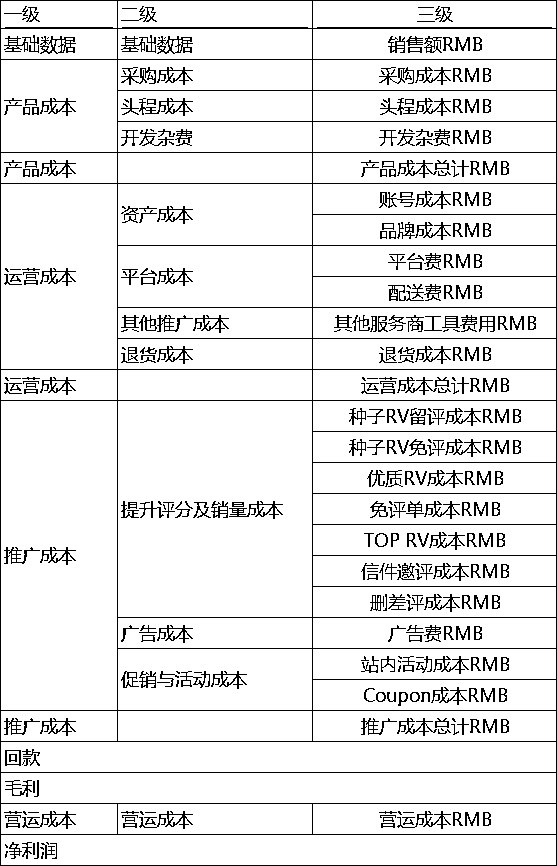 一级 二级 三级
基础数据 基础数据 销售额RMB
采购成本 采购成本RMB
产品成本 头程成本 头程成本RMB
开发杂费 开发杂费RMB
产品成本 产品成本总计RMB
资产成本 账号成本RMB
品牌成本RMB
运营成本 平台成本 平台费RMB
配送费RMB
其他推广成本 其他服务商工具费用RMB
退货成本 退货成本RMB
运营成本 运营成本总计RMB
种子RV留评成本RMB
种子RV免评成本RMB
优质RV成本RMB
提升评分及销量成本 免评单成本RMB
推广成本 TOP RV成本RMB
信件邀评成本RMB
删差评成本RMB
广告成本 广告费RMB
促销与活动成本 站内活动成本RMB
Coupon成本RMB
推广成本 推广成本总计RMB
回款
毛利
营运成本 营运成本 营运成本RMB
净利润